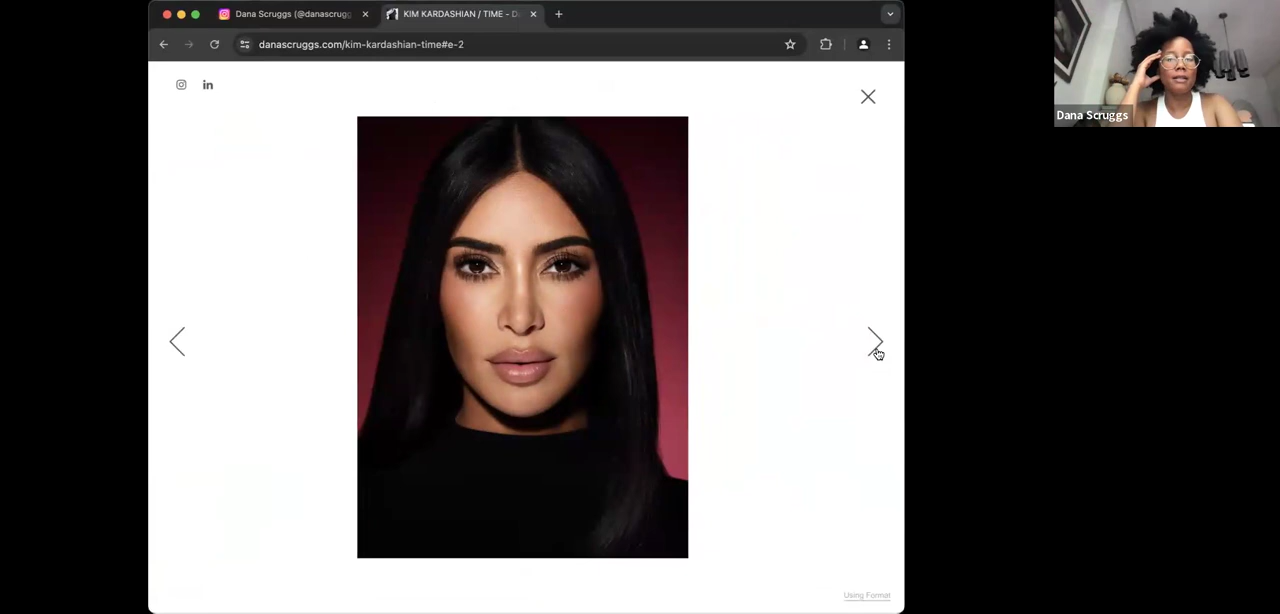 Dana Scruggs (@danascrugg
KIM KARDASHIAN / TIME - D
danascruggs.com/kim-kardashian-time#e-2
Dana Scruggs
Using Format